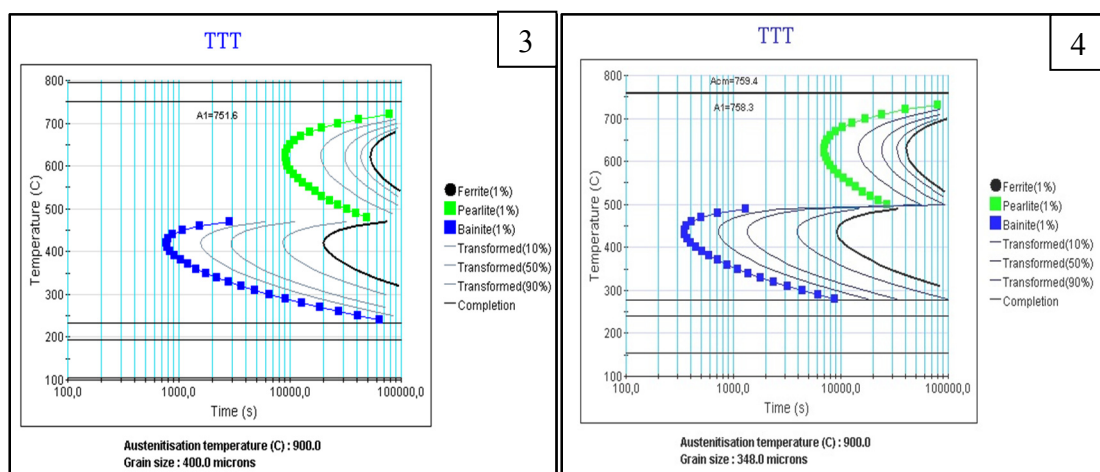 3
TTT
800
700
600
500
400
300
200
100
Temperature (C)
A1=751.6
100,0
1000,0
10000,0
100000,0
Time (s)
Ferrite(1%)
Pearlite(1%)
Bainite(1%)
Transformed(10%)
Transformed(50%)
Transformed(90%)
Completion
Austenitisation temperature (C) : 900.0
Grain size : 400.0 microns
4
TTT
800
700
600
500
400
300
200
100
Temperature (C)
Acm=759.4
A1=758.3
100,0
1000,0
10000,0
100000,0
Time (s)
Ferrite(1%)
Pearlite(1%)
Bainite(1%)
Transformed(10%)
Transformed(50%)
Transformed(90%)
Completion
Austenitisation temperature (C) : 900.0
Grain size : 348.0 microns